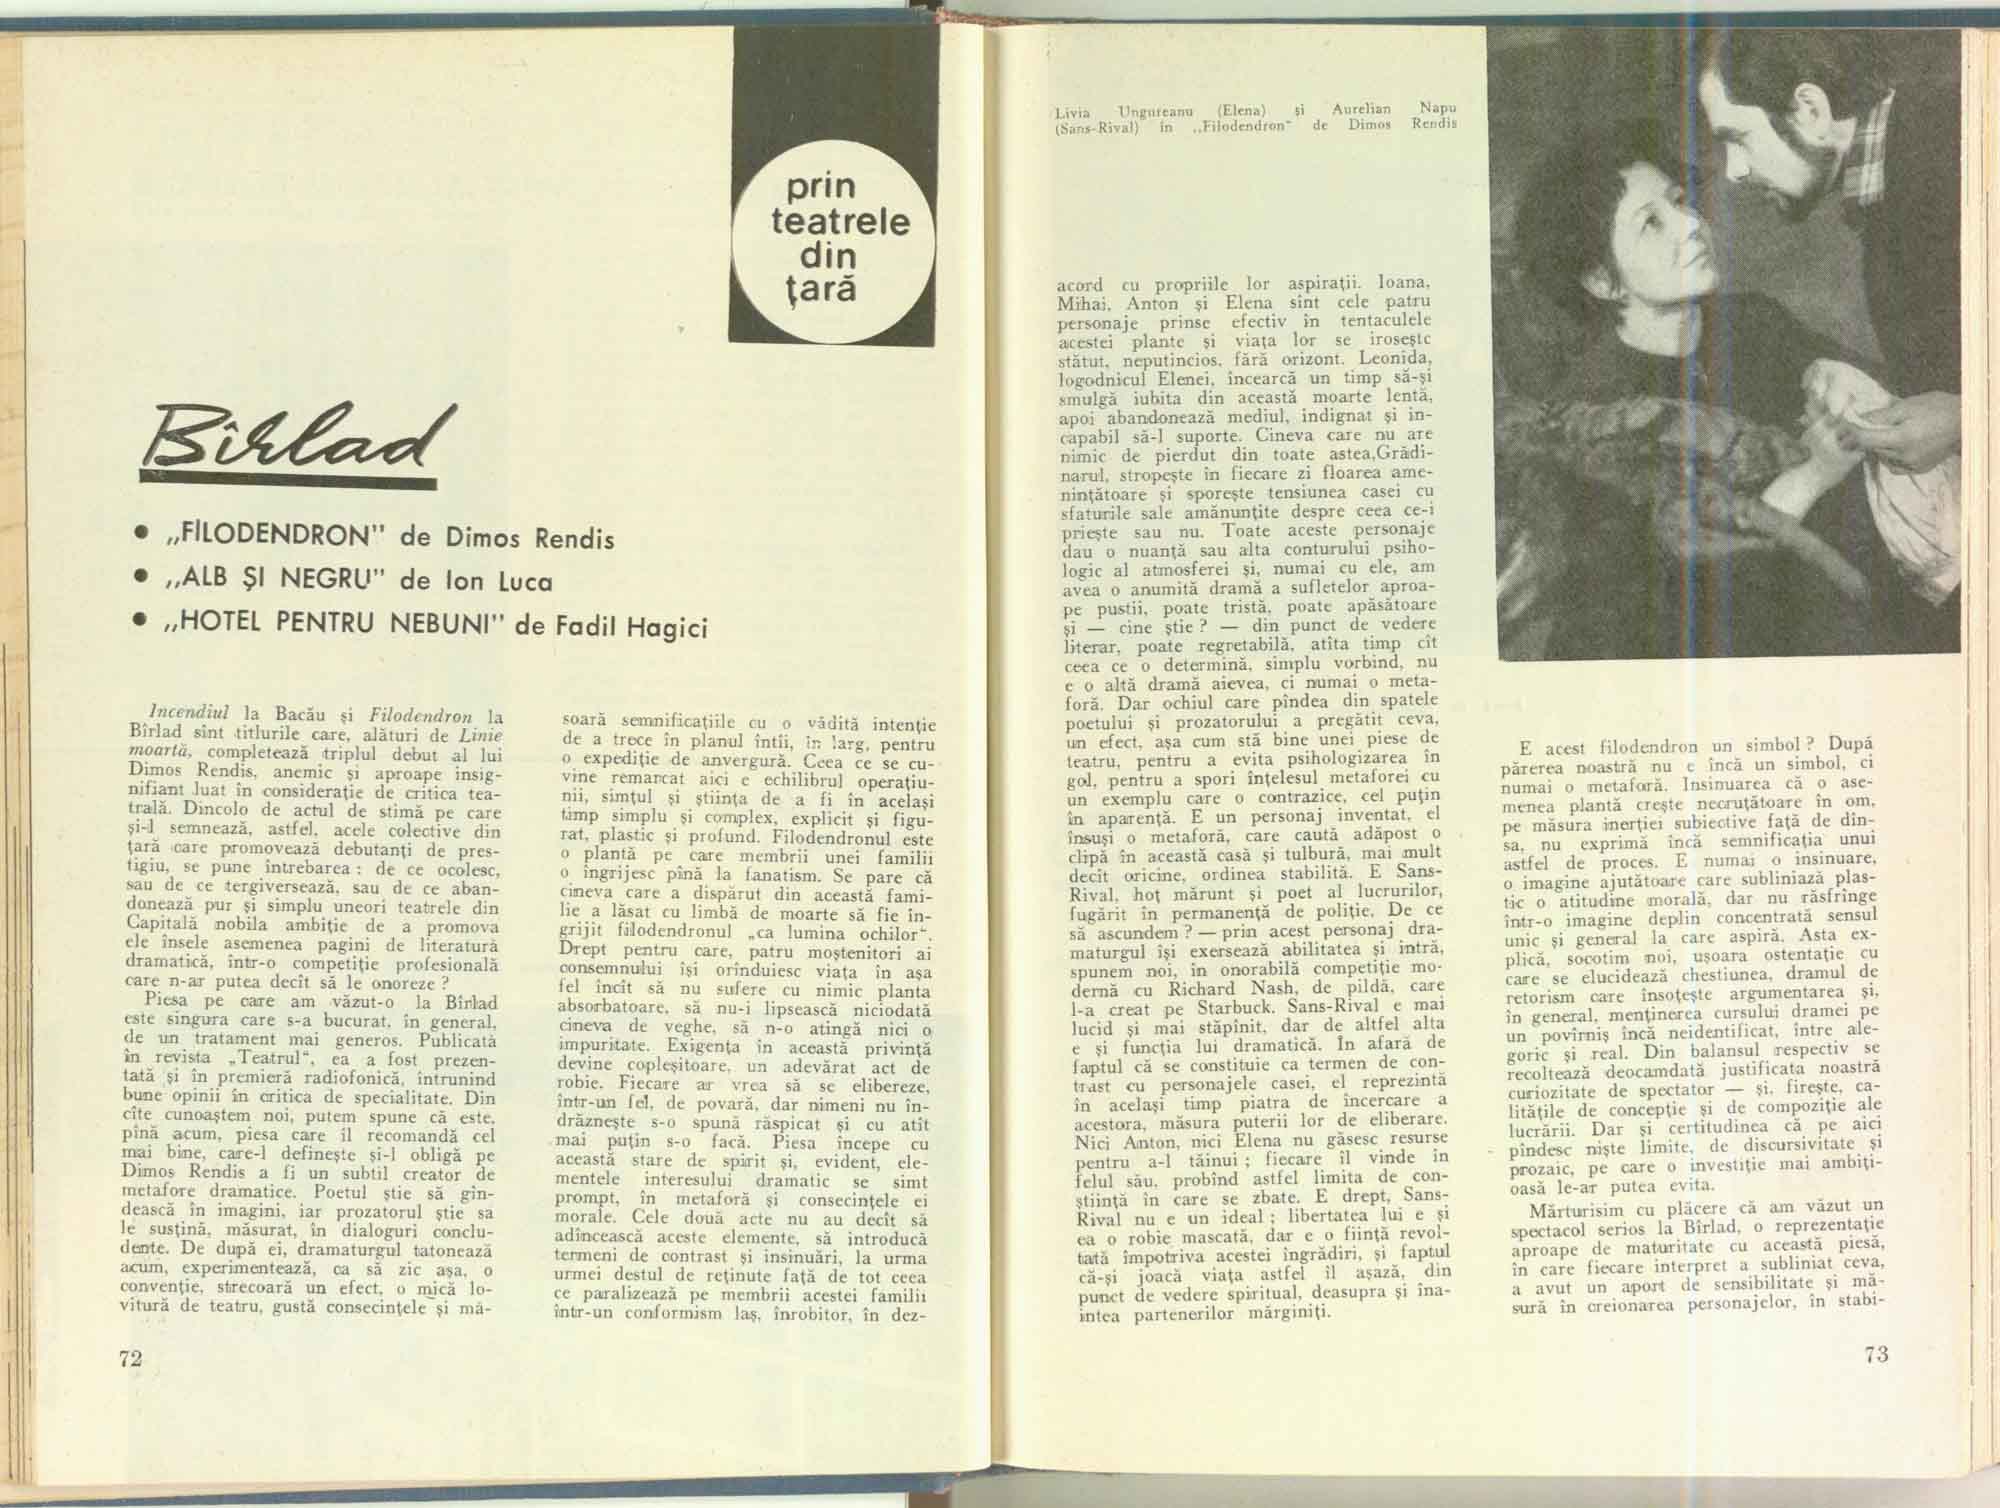 prin
teatrele
din
țară
Bîrlad
• „FILODENDRON" de Dimos Rendis
• „ALB ȘI NEGRU" de Ion Luca
• „HOTEL PENTRU NEBUNI" de Fadil Hagici
Incendiul la Bacău și Filodendron la
Bîrlad sînt titlurile care, alături de Linie
moartă, completează triplul debut al lui
Dimos Rendis, anemic și aproape insig-
nifiant luat în considerație de critica tea-
trală. Dincolo de actul de stimă pe care
și-l semnează, astfel, acele colective din
țară care promovează debutanți de pres-
tigiu, se pune întrebarea : de ce ocolesc,
sau de ce tergiversează, sau de ce aban-
donează pur și simplu uneori teatrele din
Capitală nobila ambiție de a promova
ele însele asemenea pagini de literatură
dramatică, într-o competiție profesională
care n-ar putea decît să le onoreze ?
Piesa pe care am văzut-o la Bîrlad
este singura care s-a bucurat, în general,
de un tratament mai generos. Publicată
în revista „Teatrul", ea a fost prezen-
tată și în premieră radiofonică, întrunind
bune opinii în critica de specialitate. Din
cîte cunoaștem noi, putem spune că este,
pînă acum, piesa care îl recomandă cel
mai bine, care-l definește și-l obligă pe
Dimos Rendis a fi un subtil creator de
metafore dramatice. Poetul știe să gîn-
dească în imagini, iar prozatorul știe sa
le susțină, măsurat, în dialoguri conclu-
dente. De după ei, dramaturgul tatonează
acum, experimentează, ca să zic așa, o
convenție, strecoară un efect, o mică lo-
vitură de teatru, gustă consecințele și mă-
soară semnificațiile cu o vădită intenție
de a trece în planul întîi, în larg, pentru
o expediție de anvergură. Ceea ce se cu-
vine remarcat aici e echilibrul operațiu-
nii, simțul și știința de a fi în același
timp simplu și complex, explicit și figu-
rat, plastic și profund. Filodendronul este
o plantă pe care membrii unei familii
o îngrijesc pînă la fanatism. Se pare că
cineva care a dispărut din această fami-
lie a lăsat cu limbă de moarte să fie în-
grijit filodendronul „ca lumina ochilor".
Drept pentru care, patru moștenitori ai
consemnului își orînduiesc viața în așa
fel încît să nu sufere cu nimic planta
absorbatoare, să nu-i lipsească niciodată
cineva de veghe, să n-o atingă nici o
impuritate. Exigența în această privință
devine copleșitoare, un adevărat act de
robie. Fiecare ar vrea să se elibereze,
într-un fel, de povară, dar nimeni nu în-
drăznește s-o spună răspicat și cu atît
mai puțin s-o facă. Piesa începe cu
această stare de spirit și, evident, ele-
mentele interesului dramatic se simt
prompt, în metaforă și consecințele ei
morale. Cele două acte nu au decît să
adîncească aceste elemente, să introducă
termeni de contrast și insinuări, la urma
urmei destul de reținute față de tot ceea
ce paralizează pe membrii acestei familii
într-un conformism laș, înrobitor, în dez-
72
Livia Ungureanu (Elena) și Aurelian Napu
(Sans-Rival) în „Filodendron" de Dimos Rendis
acord cu propriile lor aspirații. Ioana,
Mihai, Anton și Elena sînt cele patru
personaje prinse efectiv în tentaculele
acestei plante și viața lor se irosește
stătut, neputincios, fără orizont. Leonida,
logodnicul Elenei, încearcă un timp să-și
smulgă iubita din această moarte lentă,
apoi abandonează mediul, indignat și in-
capabil să-l suporte. Cineva care nu are
nimic de pierdut din toate astea,Grădi-
narul, stropește în fiecare zi floarea ame-
nințătoare și sporește tensiunea casei cu
sfaturile sale amănunțite despre ceea ce-i
priește sau nu. Toate aceste personaje
dau o nuanță sau alta conturului psiho-
logic al atmosferei și, numai cu ele, am
avea o anumită dramă a sufletelor aproa-
pe pustii, poate tristă, poate apăsătoare
și — cine știe ? — din punct de vedere
literar, poate regretabilă, atîta timp cît
ceea ce o determină, simplu vorbind, nu
e o altă dramă aievea, ci numai o meta-
foră. Dar ochiul care pîndea din spatele
poetului și prozatorului a pregătit ceva,
un efect, așa cum stă bine unei piese de
teatru, pentru a evita psihologizarea în
gol, pentru a spori înțelesul metaforei cu
un exemplu care o contrazice, cel puțin
în aparență. E un personaj inventat, el
însuși o metaforă, care caută adăpost o
clipă în această casă și tulbură, mai mult
decît oricine, ordinea stabilită. E Sans-
Rival, hoț mărunt și poet al lucrurilor,
fugărit în permanență de poliție. De ce
să ascundem ? — prin acest personaj dra-
maturgul își exersează abilitatea și intră,
spunem noi, în onorabilă competiție mo-
dernă cu Richard Nash, de pildă, care
l-a creat pe Starbuck. Sans-Rival e mai
lucid și mai stăpînit, dar de altfel alta
e și funcția lui dramatică. În afară de
faptul că se constituie ca termen de con-
trast cu personajele casei, el reprezintă
în același timp piatra de încercare a
acestora, măsura puterii lor de eliberare.
Nici Anton, nici Elena nu găsesc resurse
pentru a-l tăinui ; fiecare îl vinde în
felul său, probînd astfel limita de con-
știință în care se zbate. E drept, Sans-
Rival nu e un ideal ; libertatea lui e și
ea o robie mascată, dar e o ființă revol-
tată împotriva acestei îngrădiri, și faptul
că-și joacă viața astfel îl așază, din
punct de vedere spiritual, deasupra și îna-
intea partenerilor mărginiți.
E acest filodendron un simbol ? După
părerea noastră nu e încă un simbol, ci
numai o metaforă. Insinuarea că o ase-
menea plantă crește necruțătoare în om,
pe măsura inerției subiective față de dîn-
sa, nu exprimă încă semnificația unui
astfel de proces. E numai o insinuare,
o imagine ajutătoare care subliniază plas-
tic o atitudine morală, dar nu răsfrînge
într-o imagine deplin concentrată sensul
unic și general la care aspiră. Asta ex-
plică, socotim noi, ușoara ostentație cu
care se elucidează chestiunea, dramul de
retorism care însoțește argumentarea și,
în general, menținerea cursului dramei pe
un povîrniș încă neidentificat, între ale-
goric și real. Din balansul respectiv se
recoltează deocamdată justificata noastră
curiozitate de spectator — și, firește, ca-
litățile de concepție și de compoziție ale
lucrării. Dar și certitudinea că pe aici
pîndesc niște limite, de discursivitate și
prozaic, pe care o investiție mai ambiți-
oasă le-ar putea evita.
Mărturisim cu plăcere că am văzut un
spectacol serios la Bîrlad, o reprezentație
aproape de maturitate cu această piesă,
în care fiecare interpret a subliniat ceva,
a avut un aport de sensibilitate și mă-
sură în creionarea personajelor, în stabi-
73